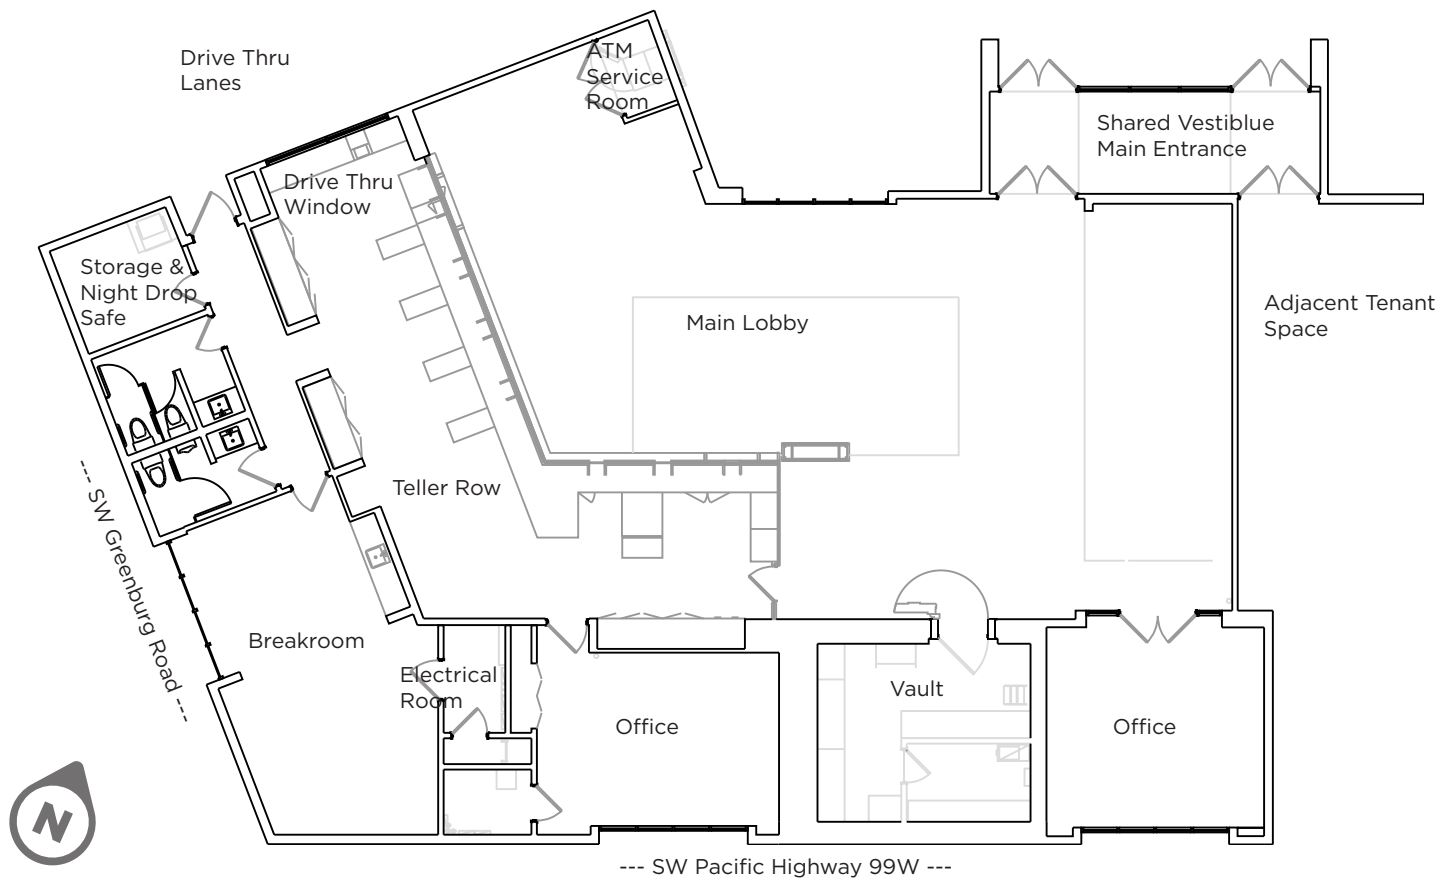 Drive Thru
Lanes
ATM
Service
Room
Shared Vestiblue
Main Entrance
Drive Thru
Window
Storage &
Night Drop
Safe
Main Lobby
Adjacent Tenant
Space
Teller Row
--- SW Greenburg Road ---
Breakroom
Electrical
Room
Office
Vault
Office
N
--- SW Pacific Highway 99W ---